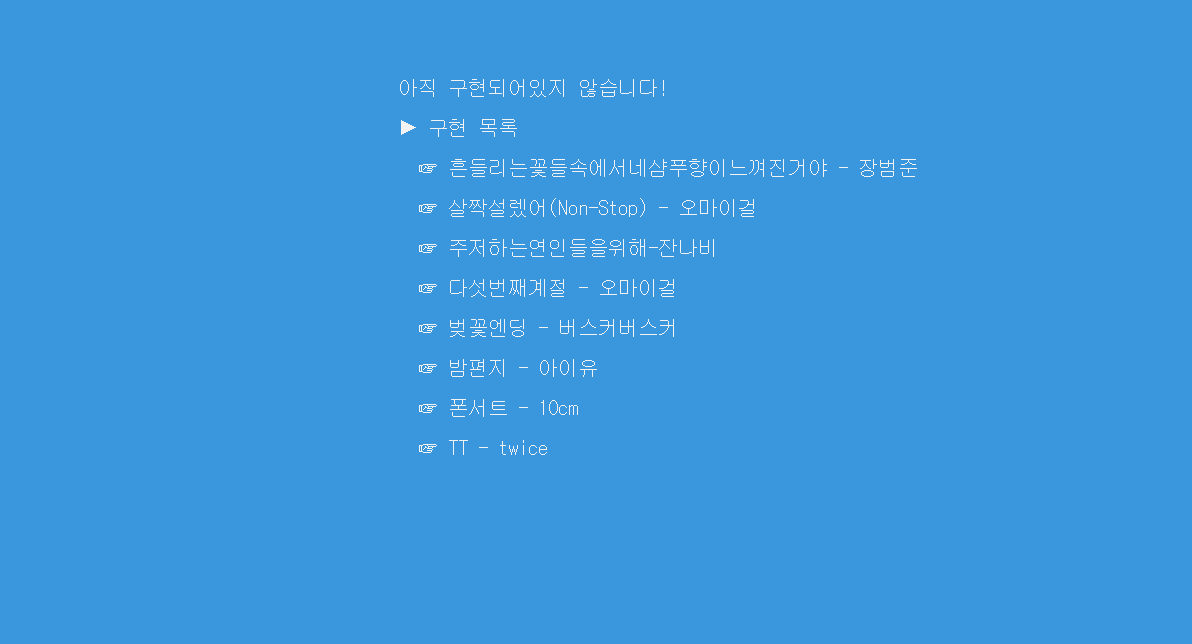 아직 구현되어있지 않습니다!
► 구현 목록
☞ 흔들리는꽃들속에서네샴푸향이느껴진거야 - 장범준
☞ 살짝설렜어(Non-Stop) - 오마이걸
☞ 주저하는연인들을위해-잔나비
☞ 다섯번째계절 - 오마이걸
☞ 벚꽃엔딩 - 버스커버스커
☞ 밤편지 - 아이유
☞ 폰서트 - 10cm
☞ TT - twice